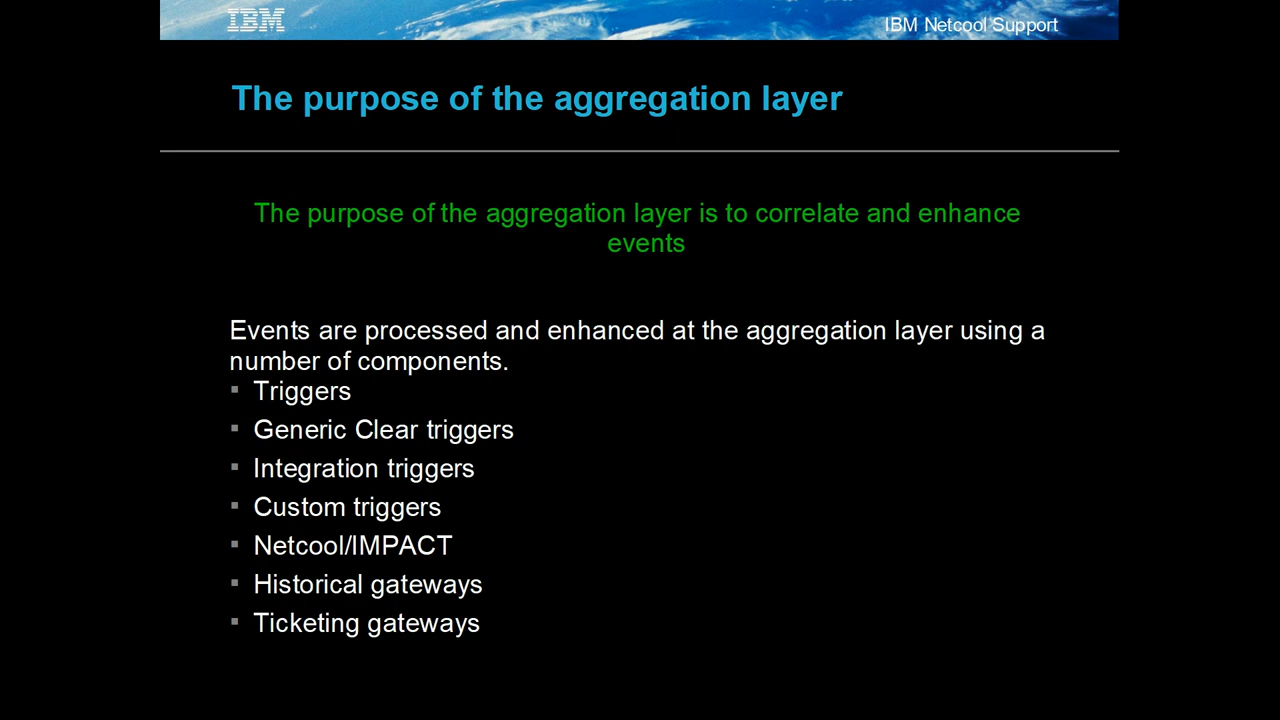 IBM
IBM Netcool Support
The purpose of the aggregation layer
The purpose of the aggregation layer is to correlate and enhance
events
Events are processed and enhanced at the aggregation layer using a
number of components.
▪ Triggers
▪ Generic Clear triggers
▪ Integration triggers
▪ Custom triggers
▪ Netcool/IMPACT
▪ Historical gateways
▪ Ticketing gateways